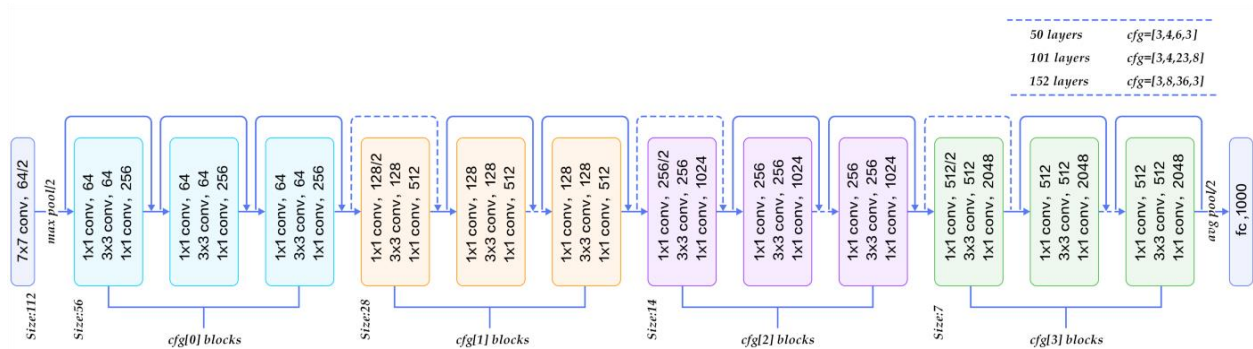 50 layers cfg=[3,4,6,3]
101 layers cfg=[3,4,23,8]
152 layers cfg=[3,8,36,3]
7x7 conv, 64/2
max pool/2
1x1 conv, 64
3x3 conv, 64
1x1 conv, 256
1x1 conv, 64
3x3 conv, 64
1x1 conv, 256
1x1 conv, 64
3x3 conv, 64
1x1 conv, 256
1x1 conv, 128/2
3x3 conv, 128
1x1 conv, 512
1x1 conv, 128
3x3 conv, 128
1x1 conv, 512
1x1 conv, 128
3x3 conv, 128
1x1 conv, 512
1x1 conv, 256/2
3x3 conv, 256
1x1 conv, 1024
1x1 conv, 256
3x3 conv, 256
1x1 conv, 1024
1x1 conv, 256
3x3 conv, 256
1x1 conv, 1024
1x1 conv, 512/2
3x3 conv, 512
1x1 conv, 2048
1x1 conv, 512
3x3 conv, 512
1x1 conv, 2048
1x1 conv, 512
3x3 conv, 512
1x1 conv, 2048
avg pool/2
fc ,1000
Size:112
Size:56
cfg[0] blocks
Size:28
cfg[1] blocks
Size:14
cfg[2] blocks
Size:7
cfg[3] blocks